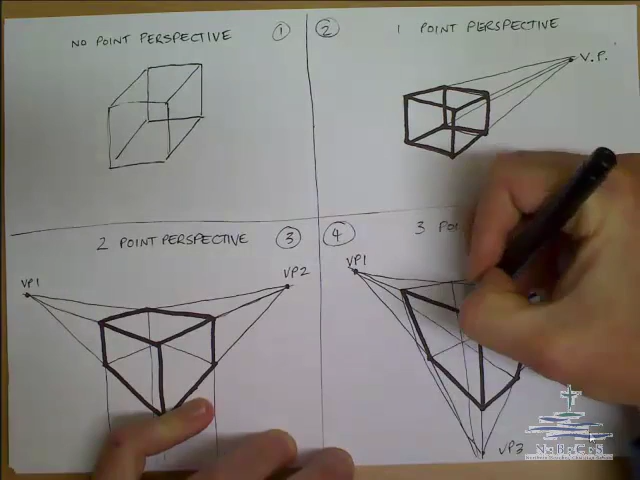 NO POINT PERSPECTIVE
1
2
1 POINT PERSPECTIVE
V.P.
2 POINT PERSPECTIVE
3
4
3 POI
VP1
VP2
VP1
VP3
NoBoCoS